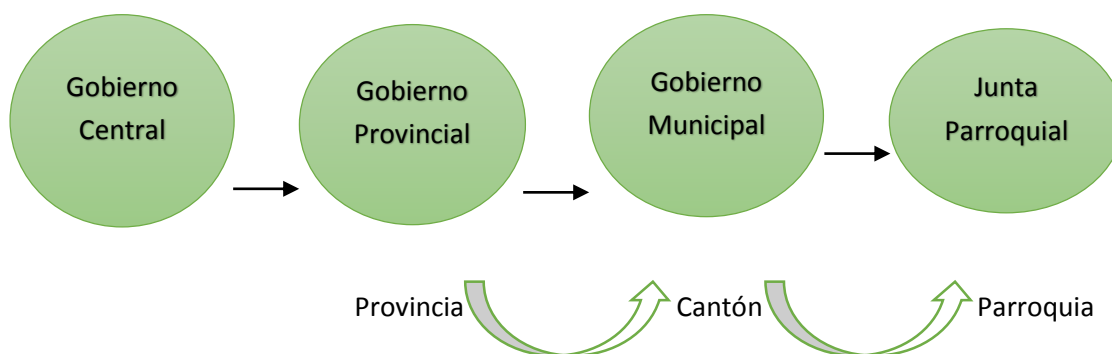 Gobierno
Central
Gobierno
Provincial
Gobierno
Municipal
Junta
Parroquial
Provincia
Cantón
Parroquia